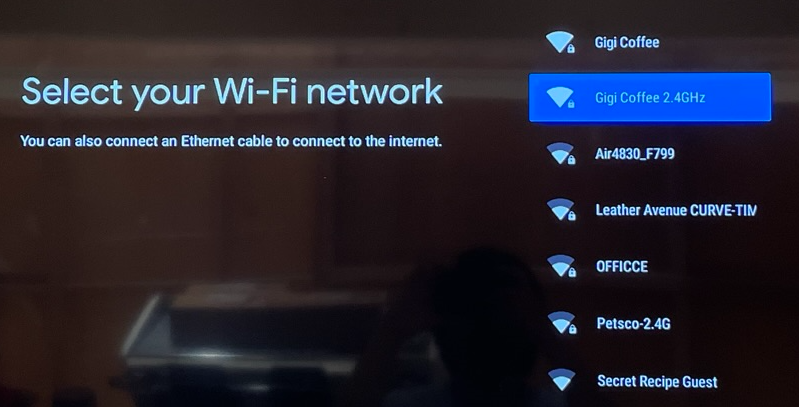 Select your Wi-Fi network
You can also connect an Ethernet cable to connect to the internet.
Gigi Coffee
Gigi Coffee 2.4GHz
Air4830_F799
Leather Avenue CURVE-TIM
OFFICCE
Petsco-2.4G
Secret Recipe Guest